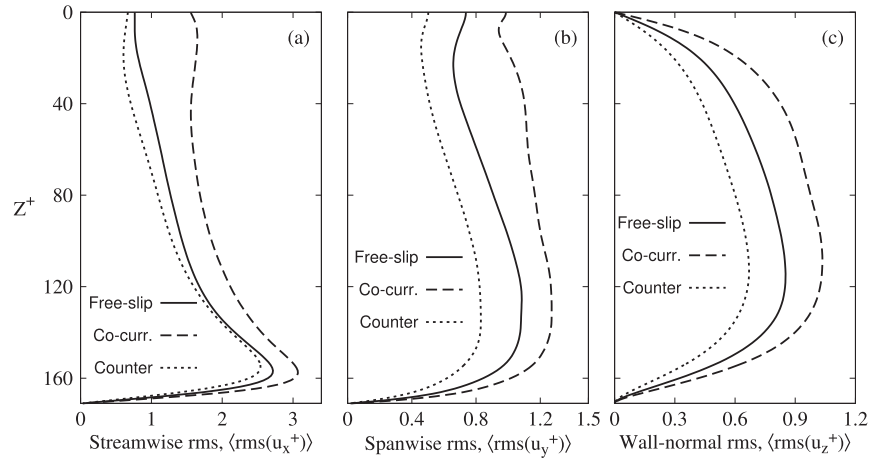 0
40
80
120
160
Z+
(a)
Free-slip
Co-curr.
Counter
0 1 2 3
Streamwise rms, ⟨rms(ux+)⟩
(b)
Free-slip
Co-curr.
Counter
0 0.4 0.8 1.2 1.5
Spanwise rms, ⟨rms(uy+)⟩
(c)
Free-slip
Co-curr.
Counter
0 0.3 0.6 0.9 1.2
Wall-normal rms, ⟨rms(uz+)⟩